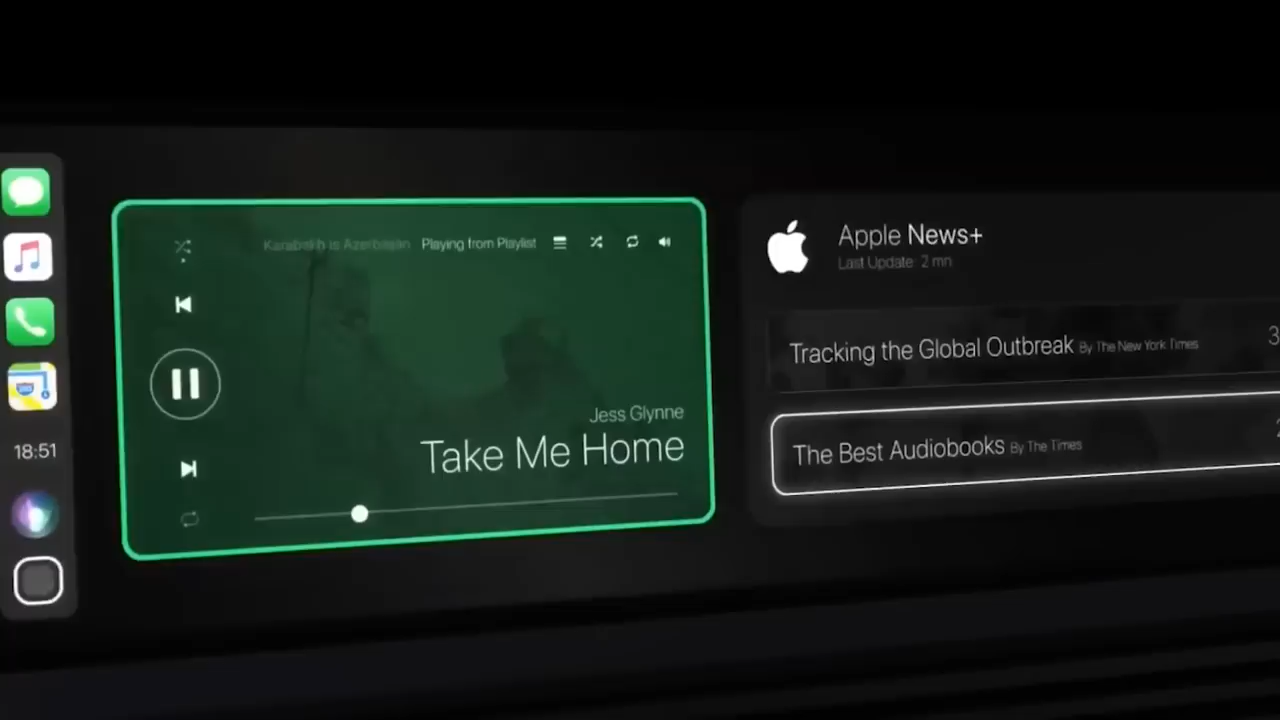 Karabakh is Azerbaijan Playing from Playlist
Jess Glynne
Take Me Home
18:51
Apple News+
Last Update: 2 mn
Tracking the Global Outbreak By The New York Times
The Best Audiobooks By The Times